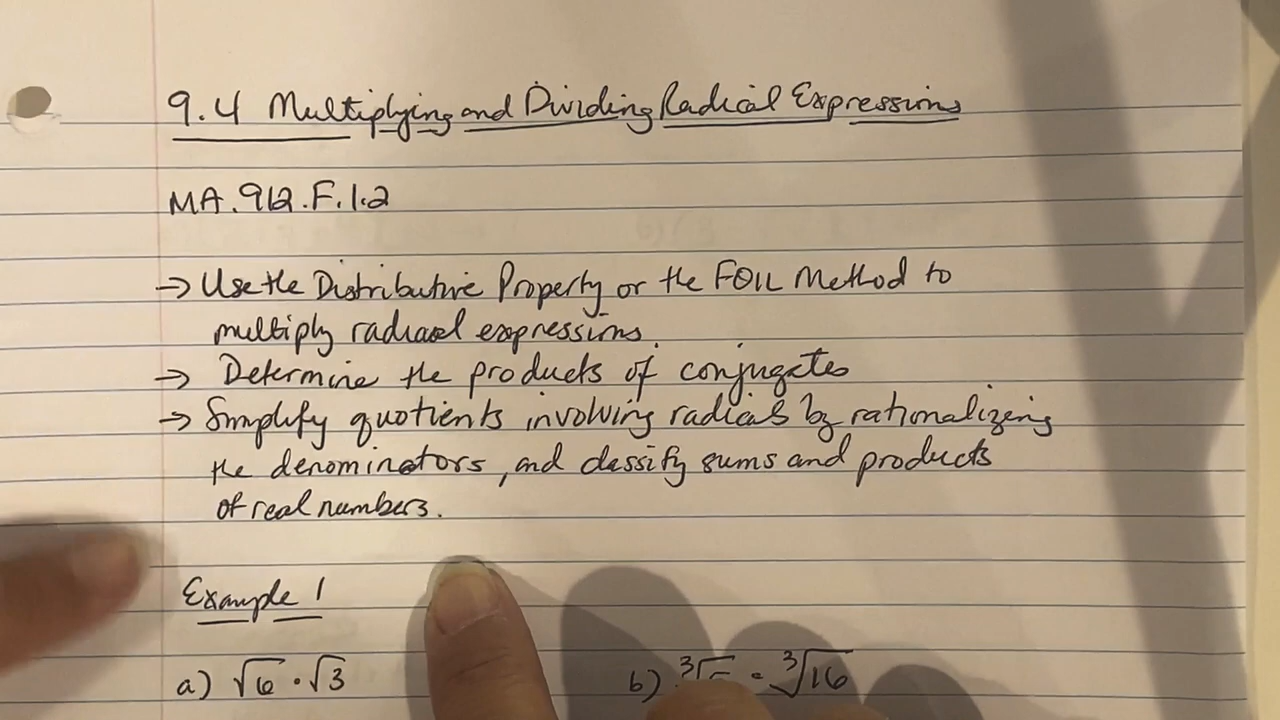 9.4 Multiplying and Dividing Radical Expressions
MA.912.F.1.2
→ Use the Distributive Property or the FOIL Method to
multiply radical expressions.
→ Determine the products of conjugates
→ Simplify quotients involving radicals by rationalizing
the denominators, and classify sums and products
of real numbers.
Example 1
a) √6 · √3 b) ∛ · ∛16